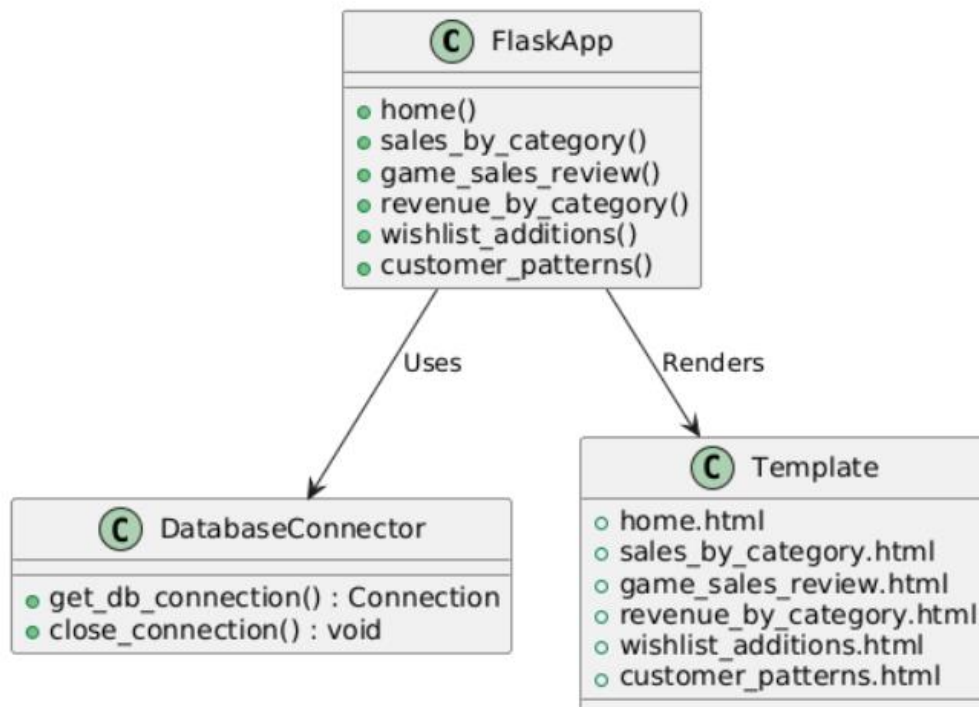 C FlaskApp
home()
sales_by_category()
game_sales_review()
revenue_by_category()
wishlist_additions()
customer_patterns()
Uses
Renders
C DatabaseConnector
get_db_connection() : Connection
close_connection() : void
C Template
home.html
sales_by_category.html
game_sales_review.html
revenue_by_category.html
wishlist_additions.html
customer_patterns.html